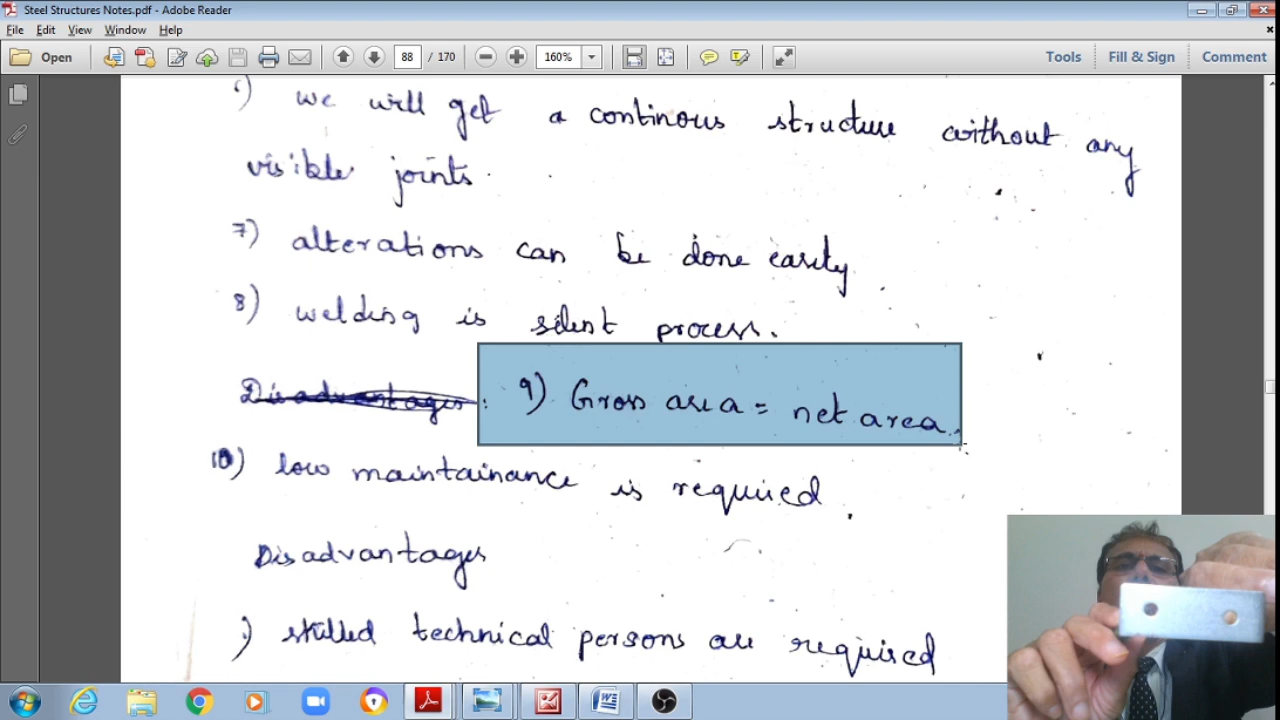 Steel Structures Notes.pdf - Adobe Reader
File Edit View Window Help
Open 88 / 170 160% Tools Fill & Sign Comment
6) we will get a continous structure without any
visible joints.
7) alterations can be done easily
8) welding is silent process.
Disadvantages: 9) Gross area = net area.
10) low maintainance is required
Disadvantages
1) skilled technical persons are required